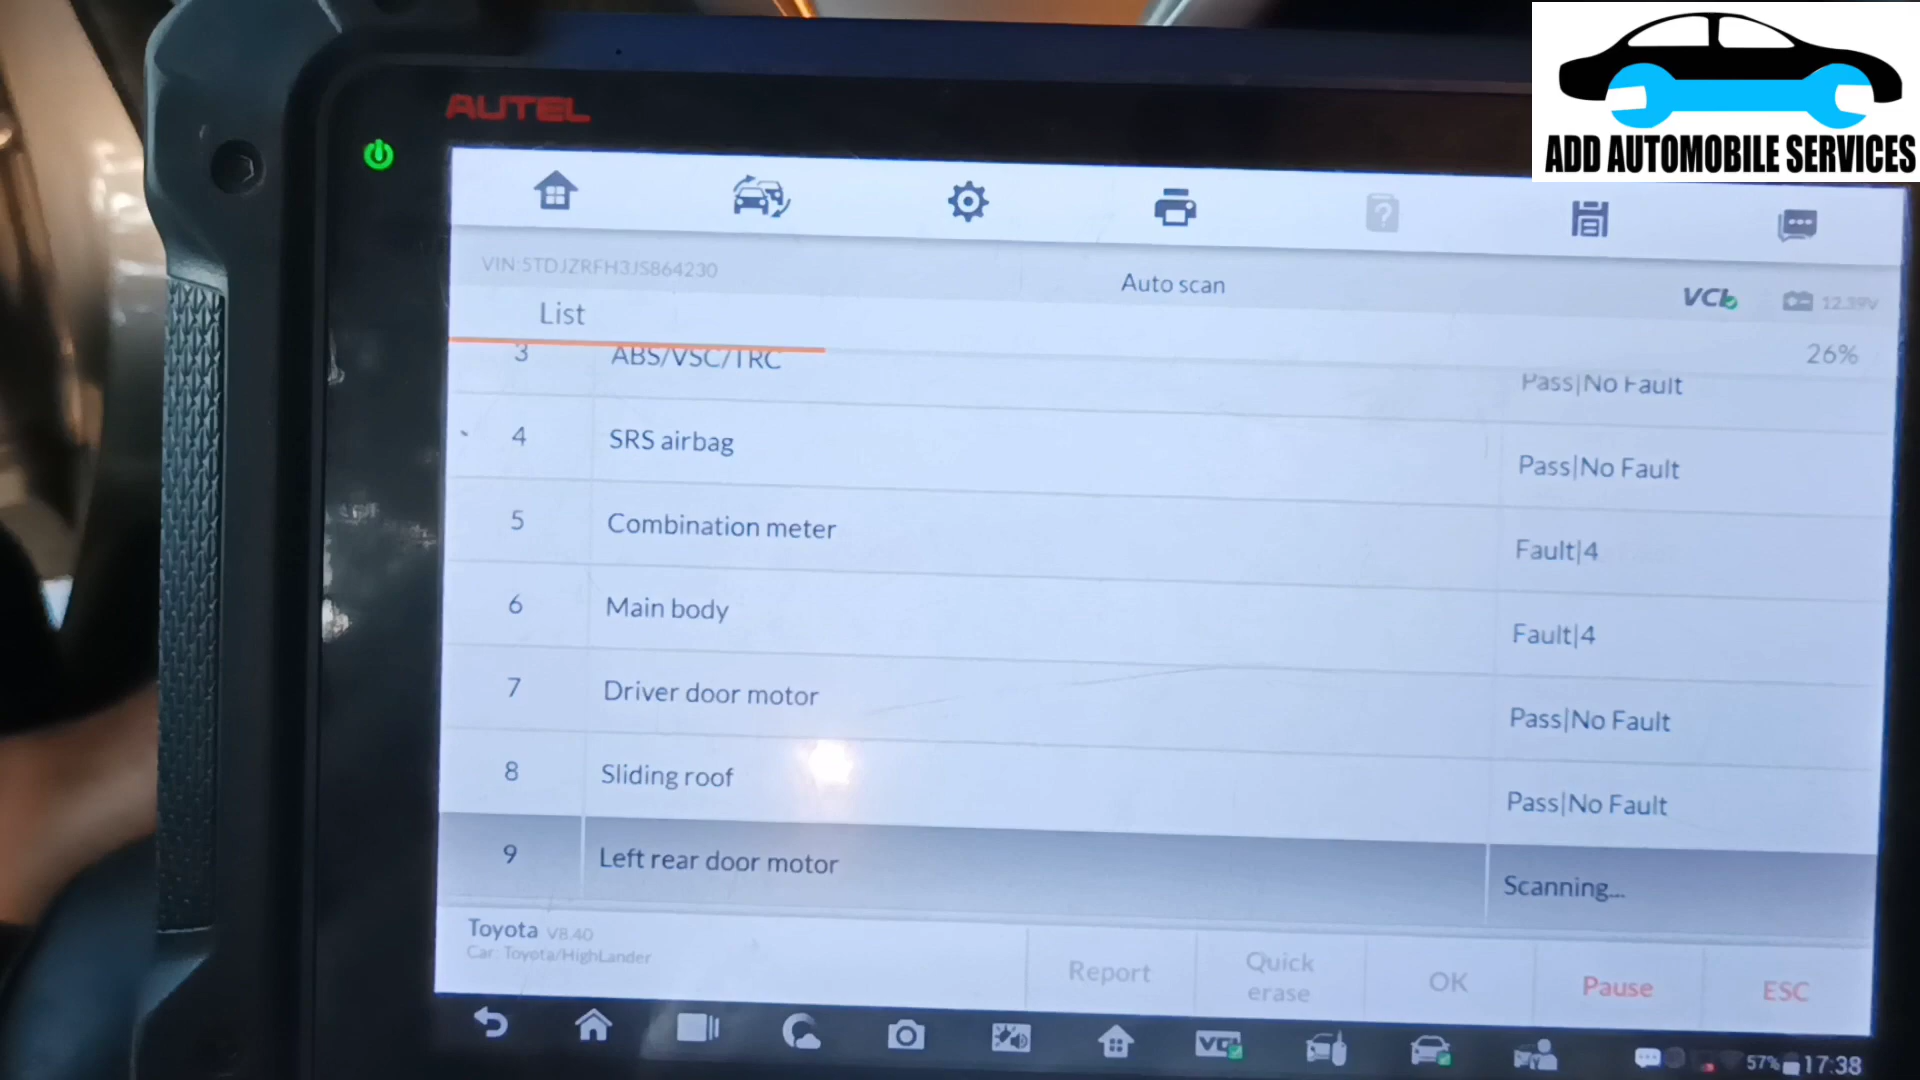 ADD AUTOMOBILE SERVICES
AUTEL
VIN:5TDJZRFH3JS864230
Auto scan
VCI
12.39V
List
26%
3 ABS/VSC/TRC Pass|No Fault
4 SRS airbag Pass|No Fault
5 Combination meter Fault|4
6 Main body Fault|4
7 Driver door motor Pass|No Fault
8 Sliding roof Pass|No Fault
9 Left rear door motor Scanning...
Toyota V8.40
Car: Toyota/HighLander
Report
Quick
erase
OK
Pause
ESC
VCI
57%
17:38